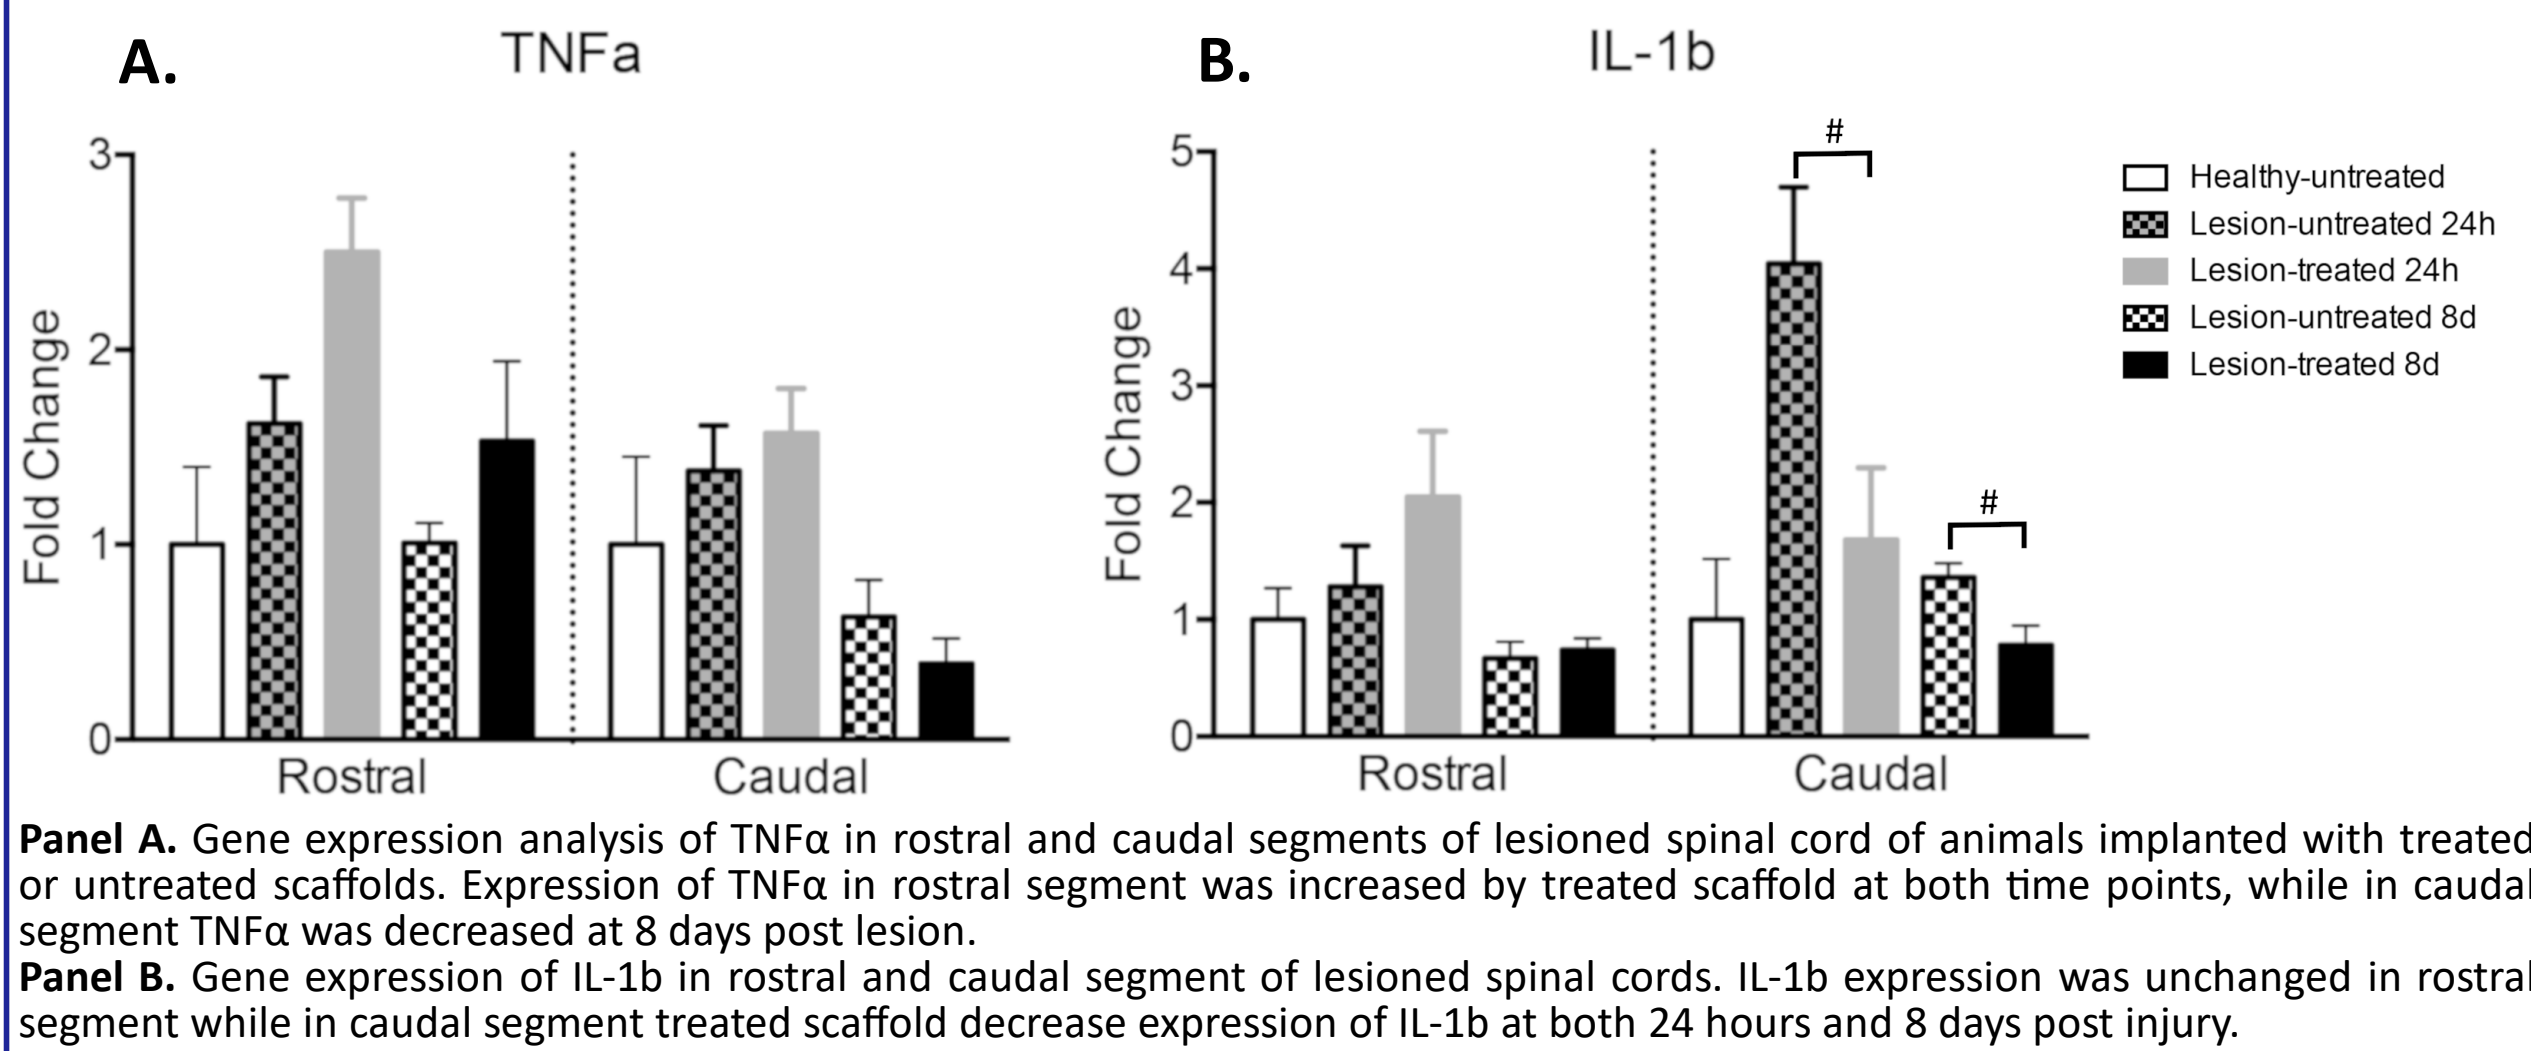 A.
TNFa
3
2
1
0
Fold Change
Rostral
Caudal
B.
IL-1b
#
#
5
4
3
2
1
0
Fold Change
Rostral
Caudal
Healthy-untreated
Lesion-untreated 24h
Lesion-treated 24h
Lesion-untreated 8d
Lesion-treated 8d
Panel A. Gene expression analysis of TNFα in rostral and caudal segments of lesioned spinal cord of animals implanted with treated
or untreated scaffolds. Expression of TNFα in rostral segment was increased by treated scaffold at both time points, while in caudal
segment TNFα was decreased at 8 days post lesion.
Panel B. Gene expression of IL-1b in rostral and caudal segment of lesioned spinal cords. IL-1b expression was unchanged in rostral
segment while in caudal segment treated scaffold decrease expression of IL-1b at both 24 hours and 8 days post injury.